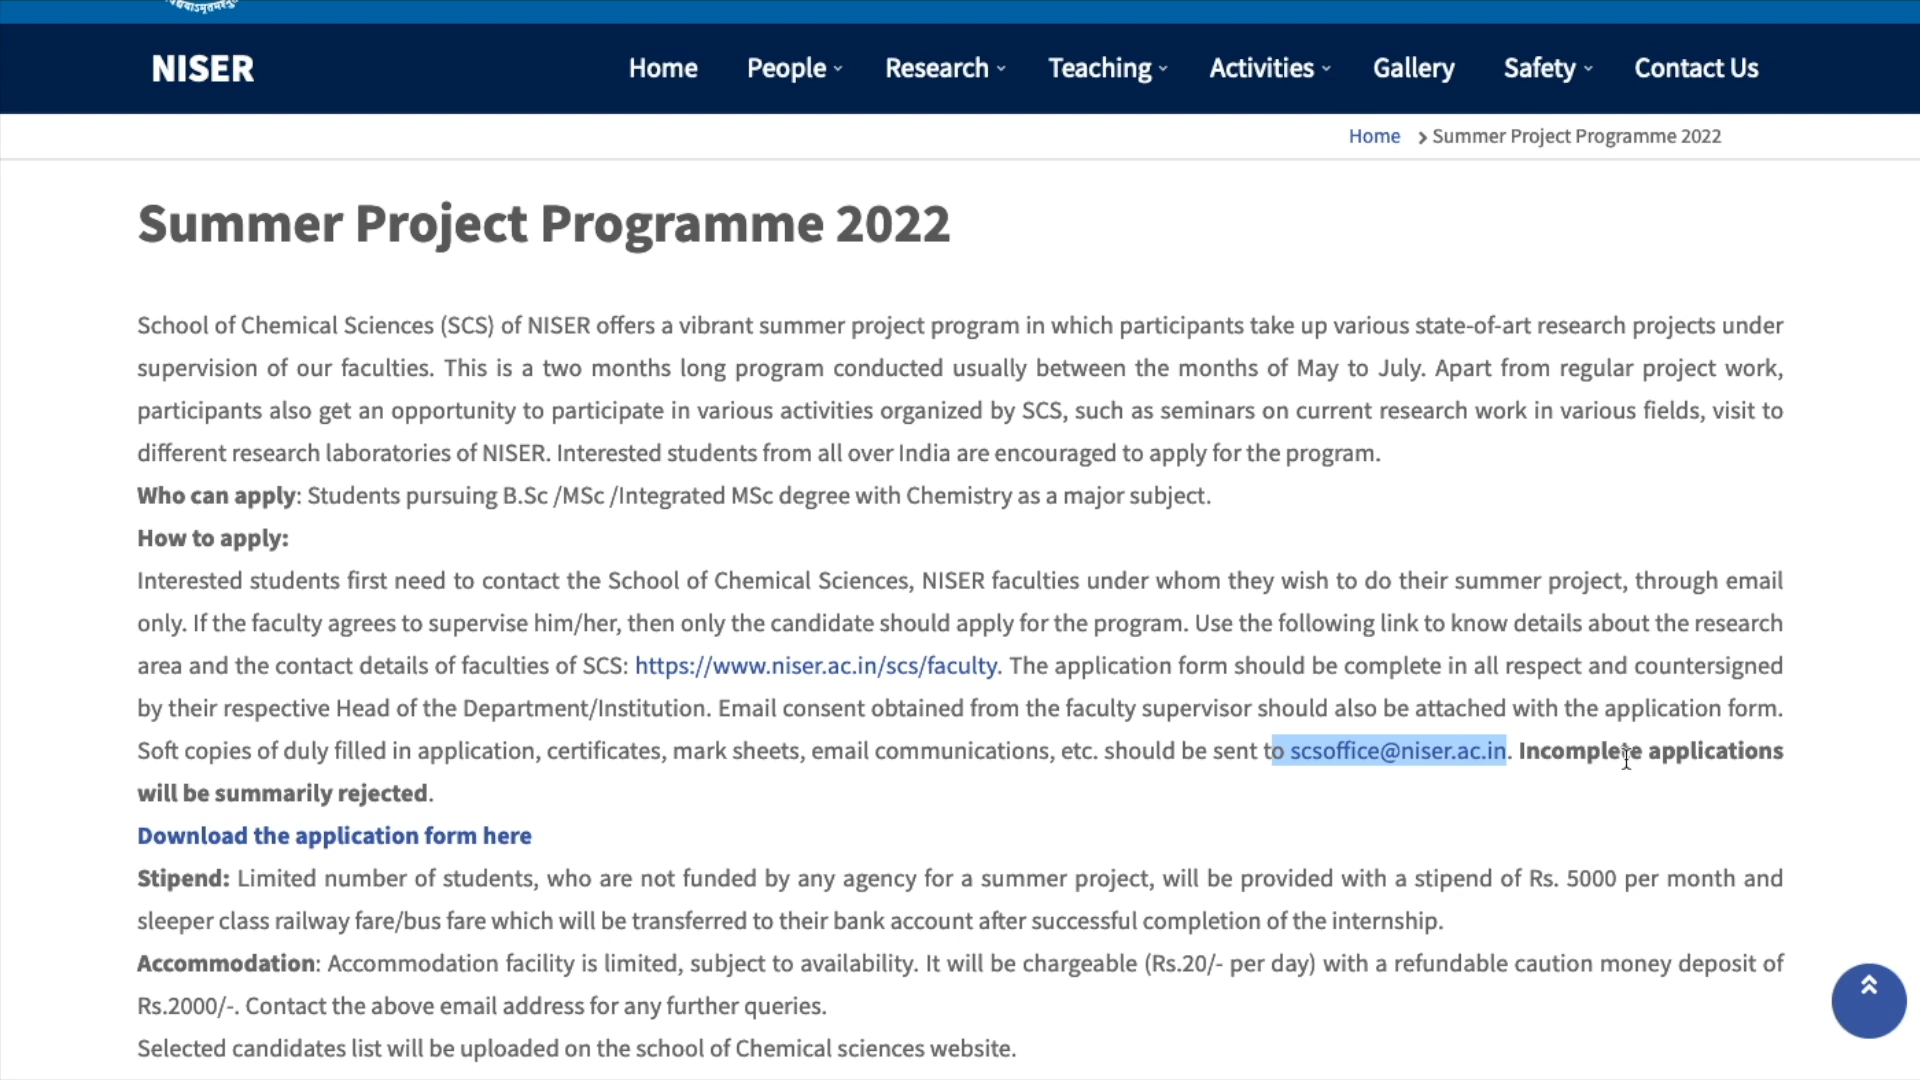 NISER
Home People Research Teaching Activities Gallery Safety Contact Us
Home Summer Project Programme 2022
Summer Project Programme 2022
School of Chemical Sciences (SCS) of NISER offers a vibrant summer project program in which participants take up various state-of-art research projects under
supervision of our faculties. This is a two months long program conducted usually between the months of May to July. Apart from regular project work,
participants also get an opportunity to participate in various activities organized by SCS, such as seminars on current research work in various fields, visit to
different research laboratories of NISER. Interested students from all over India are encouraged to apply for the program.
Who can apply: Students pursuing B.Sc /MSc /Integrated MSc degree with Chemistry as a major subject.
How to apply:
Interested students first need to contact the School of Chemical Sciences, NISER faculties under whom they wish to do their summer project, through email
only. If the faculty agrees to supervise him/her, then only the candidate should apply for the program. Use the following link to know details about the research
area and the contact details of faculties of SCS: https://www.niser.ac.in/scs/faculty. The application form should be complete in all respect and countersigned
by their respective Head of the Department/Institution. Email consent obtained from the faculty supervisor should also be attached with the application form.
Soft copies of duly filled in application, certificates, mark sheets, email communications, etc. should be sent to scsoffice@niser.ac.in. Incomplete applications
will be summarily rejected.
Download the application form here
Stipend: Limited number of students, who are not funded by any agency for a summer project, will be provided with a stipend of Rs. 5000 per month and
sleeper class railway fare/bus fare which will be transferred to their bank account after successful completion of the internship.
Accommodation: Accommodation facility is limited, subject to availability. It will be chargeable (Rs.20/- per day) with a refundable caution money deposit of
Rs.2000/-. Contact the above email address for any further queries.
Selected candidates list will be uploaded on the school of Chemical sciences website.